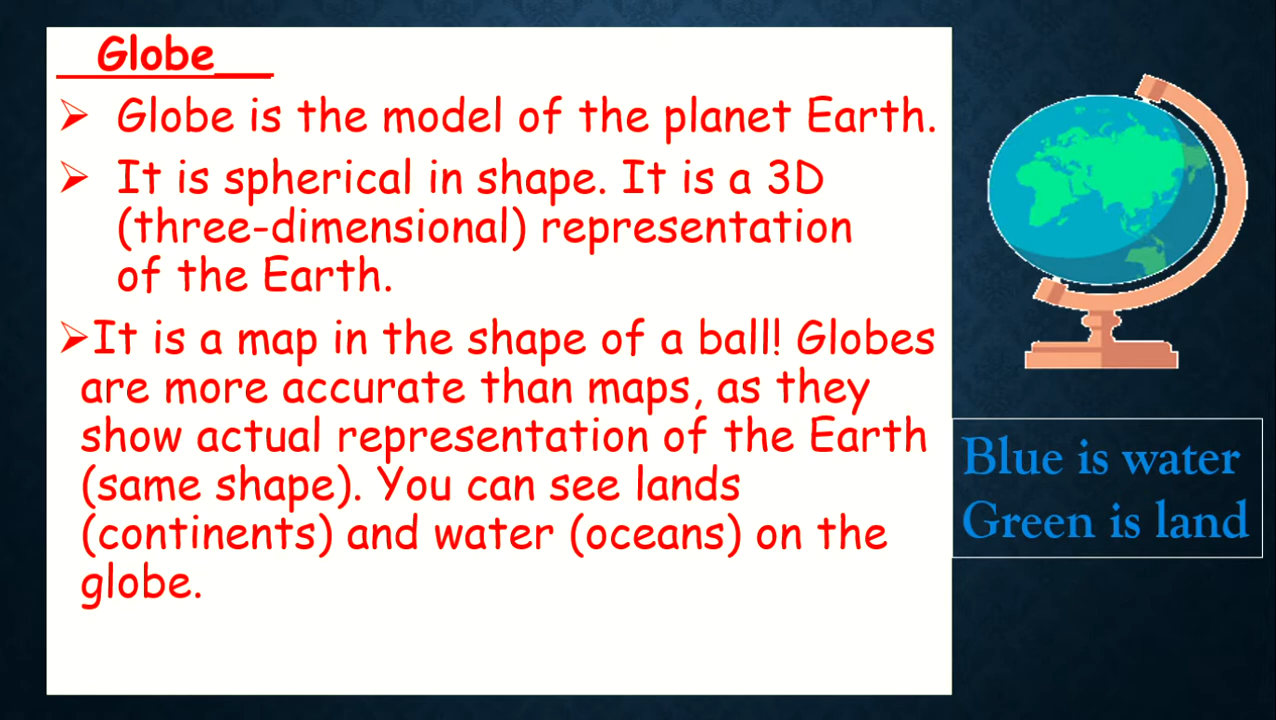 Globe
➢ Globe is the model of the planet Earth.
➢ It is spherical in shape. It is a 3D
(three-dimensional) representation
of the Earth.
➢It is a map in the shape of a ball! Globes
are more accurate than maps, as they
show actual representation of the Earth
(same shape). You can see lands
(continents) and water (oceans) on the
globe.
Blue is water
Green is land